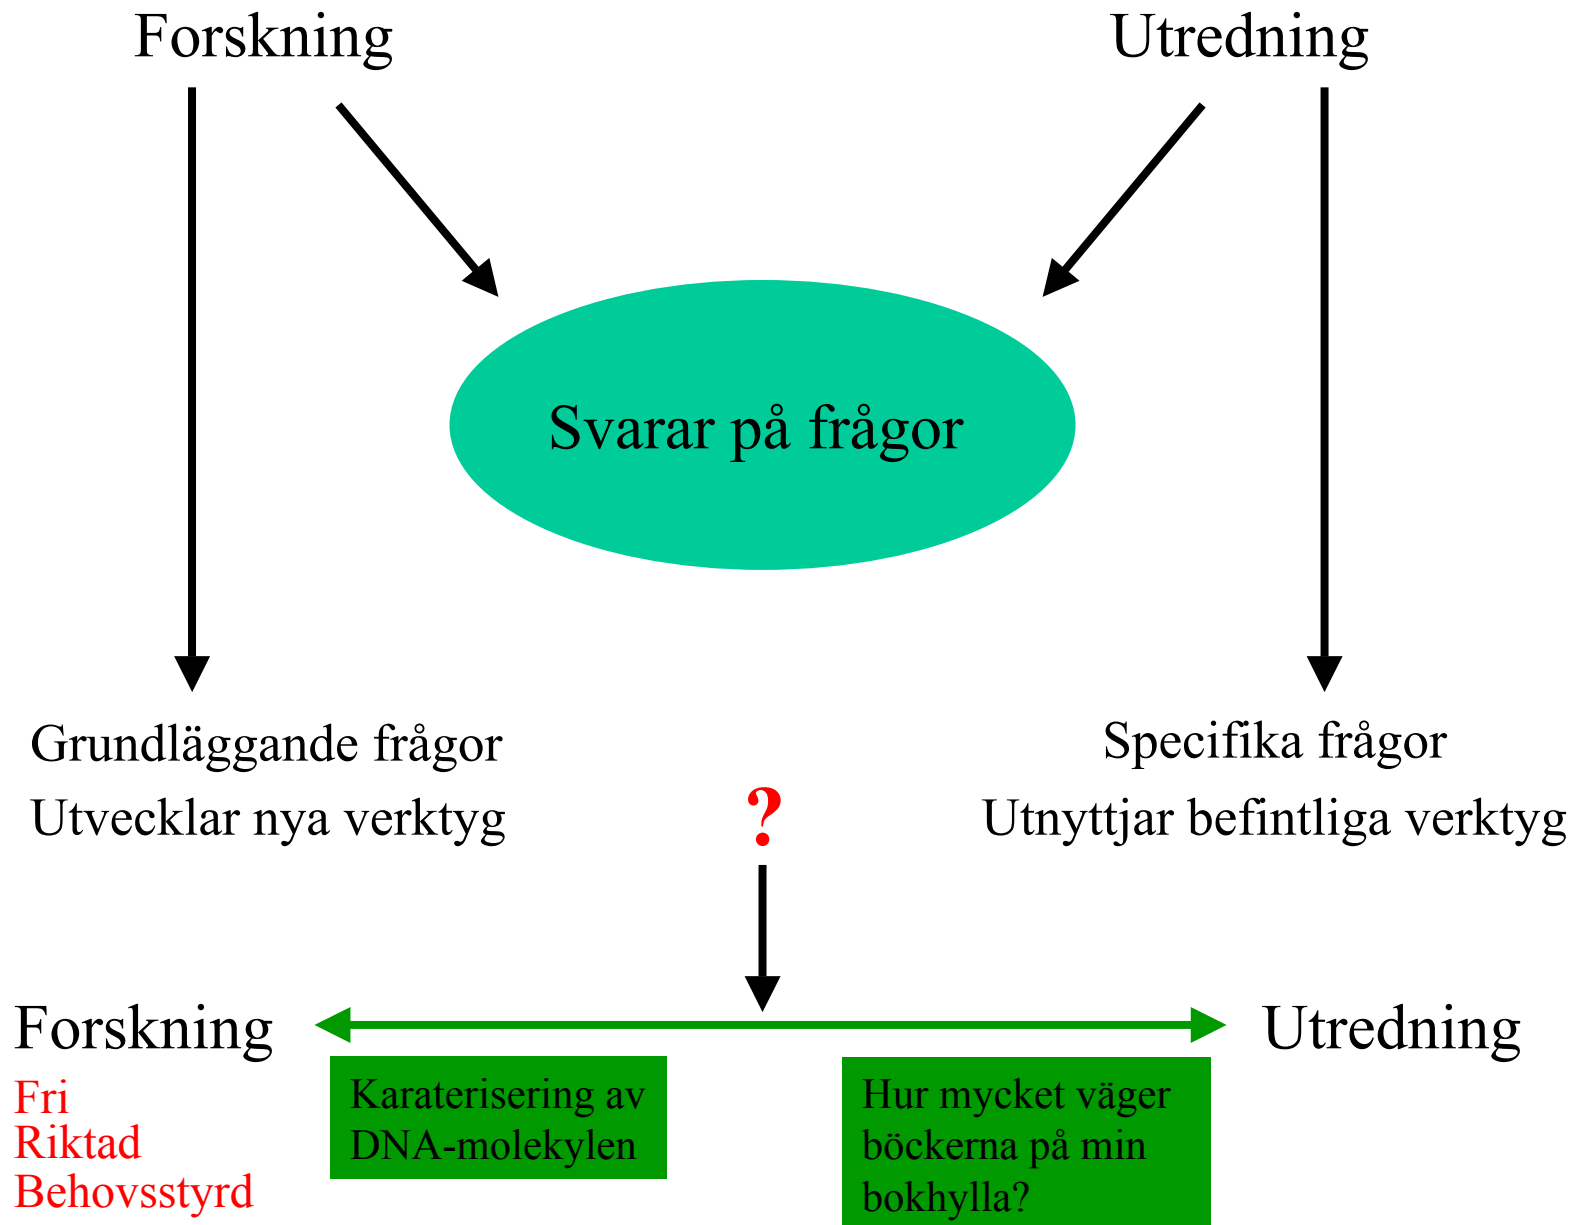 Forskning
Utredning
Svarar på frågor
Grundläggande frågor
Utvecklar nya verktyg
Specifika frågor
Utnyttjar befintliga verktyg
?
Forskning
Utredning
Fri
Riktad
Behovsstyrd
Karaterisering av
DNA-molekylen
Hur mycket väger
böckerna på min
bokhylla?